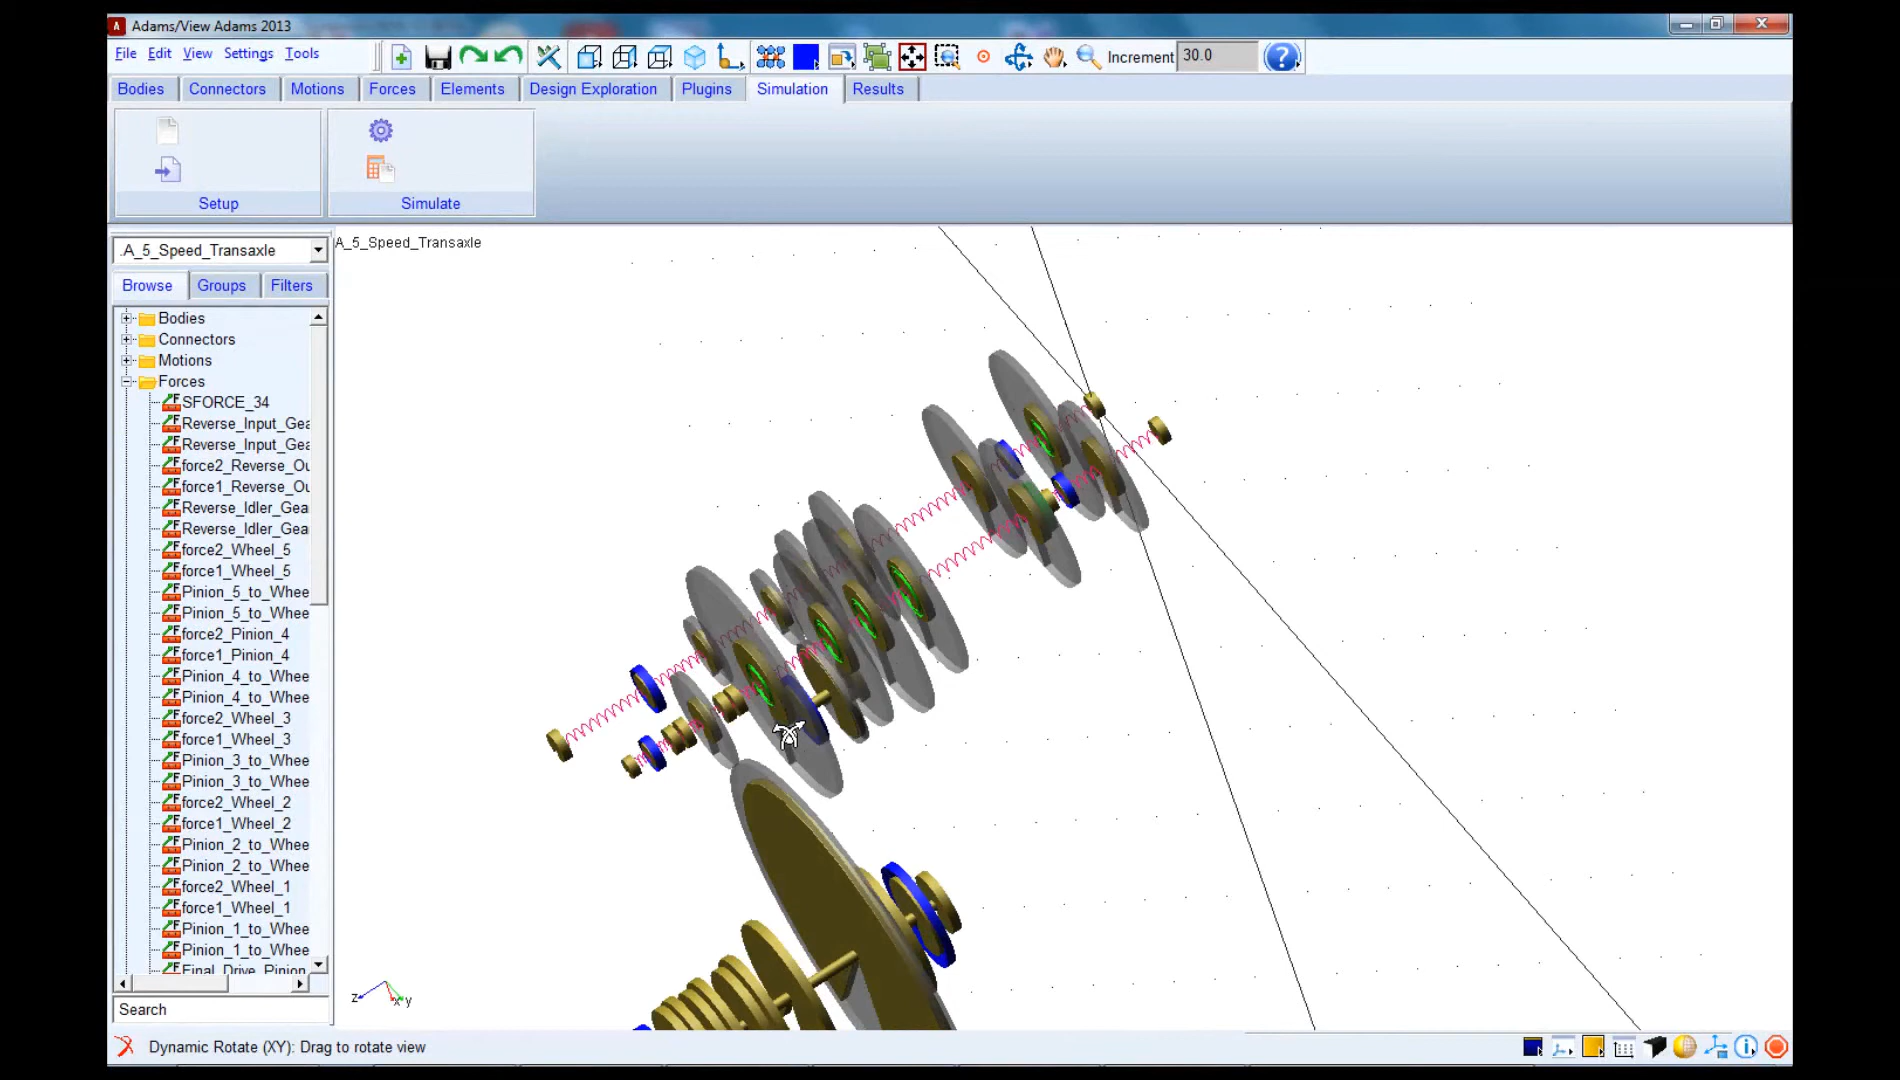 Adams/View Adams 2013
File Edit View Settings Tools
Increment 30.0
Bodies Connectors Motions Forces Elements Design Exploration Plugins Simulation Results
Setup Simulate
.A_5_Speed_Transaxle
A_5_Speed_Transaxle
Browse Groups Filters
Bodies
Connectors
Motions
Forces
SFORCE_34
Reverse_Input_Gea
Reverse_Input_Gea
force2_Reverse_Ou
force1_Reverse_Ou
Reverse_Idler_Gea
Reverse_Idler_Gea
force2_Wheel_5
force1_Wheel_5
Pinion_5_to_Whee
Pinion_5_to_Whee
force2_Pinion_4
force1_Pinion_4
Pinion_4_to_Whee
Pinion_4_to_Whee
force2_Wheel_3
force1_Wheel_3
Pinion_3_to_Whee
Pinion_3_to_Whee
force2_Wheel_2
force1_Wheel_2
Pinion_2_to_Whee
Pinion_2_to_Whee
force2_Wheel_1
force1_Wheel_1
Pinion_1_to_Whee
Pinion_1_to_Whee
Final_Drive_Pinion
Search
z x y
Dynamic Rotate (XY): Drag to rotate view